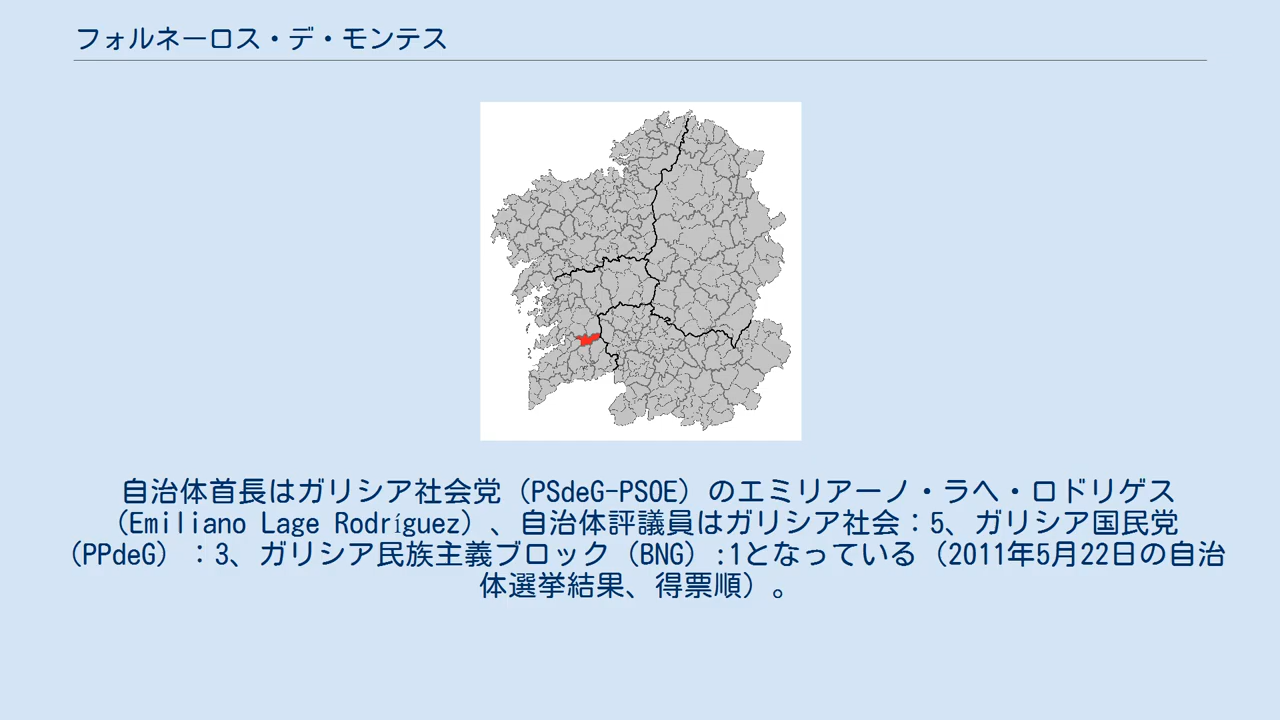 フォルネーロス・デ・モンテス
自治体首長はガリシア社会党（PSdeG-PSOE）のエミリアーノ・ラヘ・ロドリゲス
（Emiliano Lage Rodríguez）、自治体評議員はガリシア社会：5、ガリシア国民党
（PPdeG）：3、ガリシア民族主義ブロック（BNG）:1となっている（2011年5月22日の自治
体選挙結果、得票順）。